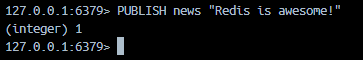 127.0.0.1:6379> PUBLISH news "Redis is awesome!"
(integer) 1
127.0.0.1:6379>